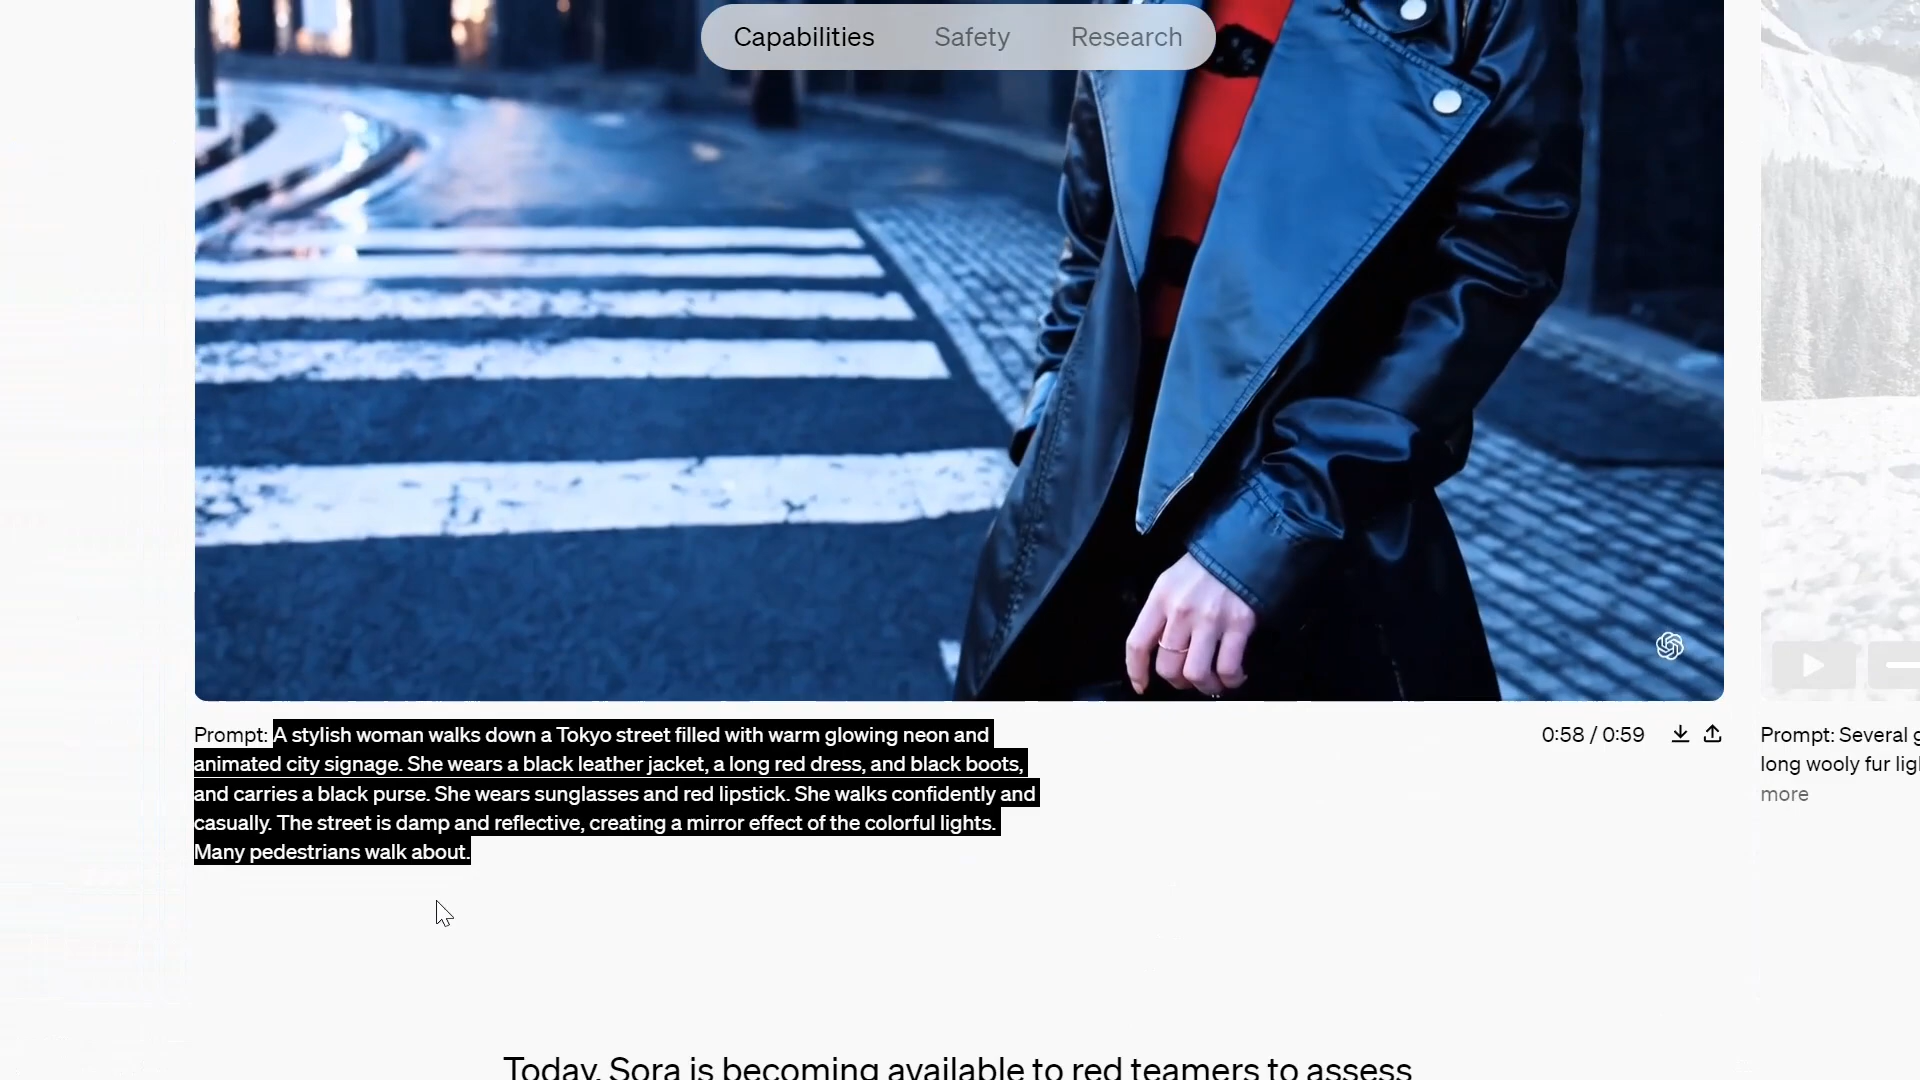 Capabilities Safety Research
Prompt: A stylish woman walks down a Tokyo street filled with warm glowing neon and
animated city signage. She wears a black leather jacket, a long red dress, and black boots,
and carries a black purse. She wears sunglasses and red lipstick. She walks confidently and
casually. The street is damp and reflective, creating a mirror effect of the colorful lights.
Many pedestrians walk about.
0:58 / 0:59
Prompt: Several g
long wooly fur lig
more
Today, Sora is becoming available to red teamers to assess